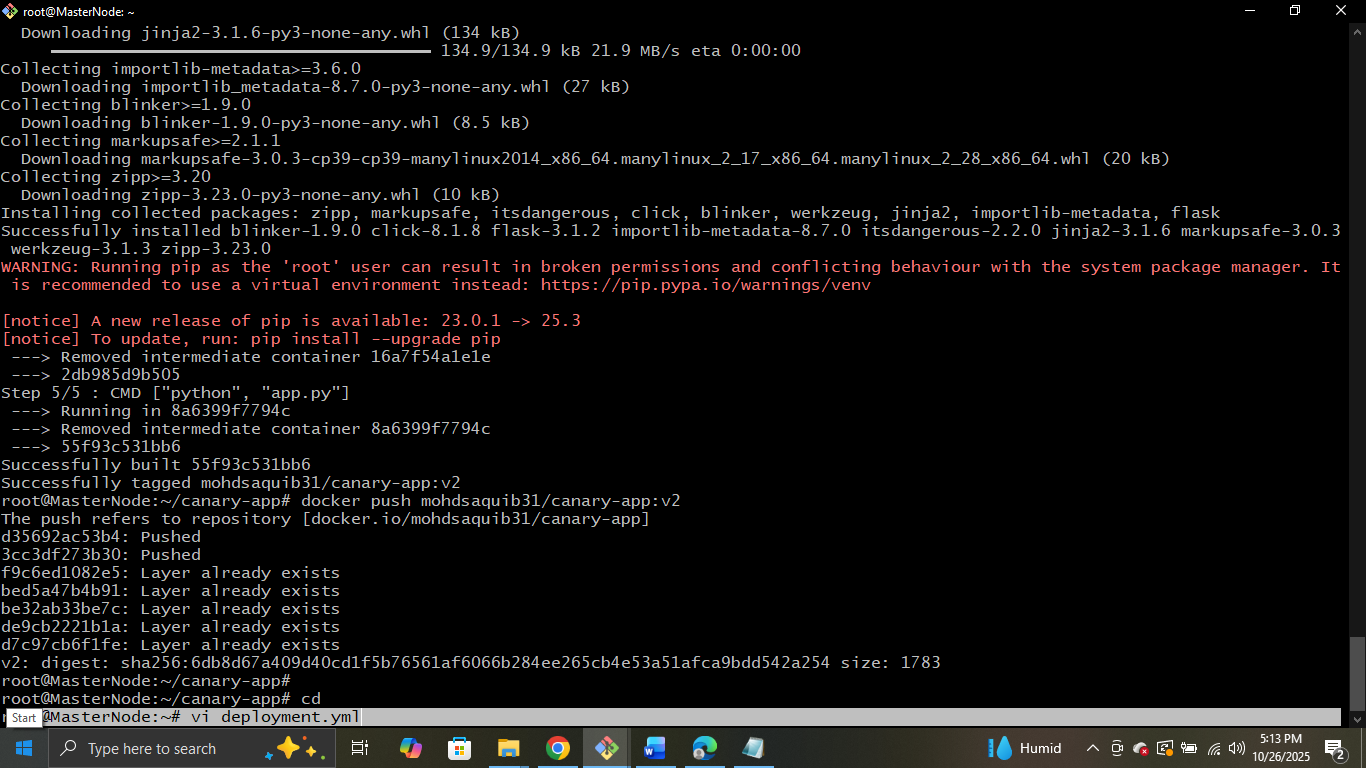 root@MasterNode: ~
Downloading jinja2-3.1.6-py3-none-any.whl (134 kB)
134.9/134.9 kB 21.9 MB/s eta 0:00:00
Collecting importlib-metadata>=3.6.0
Downloading importlib_metadata-8.7.0-py3-none-any.whl (27 kB)
Collecting blinker>=1.9.0
Downloading blinker-1.9.0-py3-none-any.whl (8.5 kB)
Collecting markupsafe>=2.1.1
Downloading markupsafe-3.0.3-cp39-cp39-manylinux2014_x86_64.manylinux_2_17_x86_64.manylinux_2_28_x86_64.whl (20 kB)
Collecting zipp>=3.20
Downloading zipp-3.23.0-py3-none-any.whl (10 kB)
Installing collected packages: zipp, markupsafe, itsdangerous, click, blinker, werkzeug, jinja2, importlib-metadata, flask
Successfully installed blinker-1.9.0 click-8.1.8 flask-3.1.2 importlib-metadata-8.7.0 itsdangerous-2.2.0 jinja2-3.1.6 markupsafe-3.0.3
werkzeug-3.1.3 zipp-3.23.0
WARNING: Running pip as the 'root' user can result in broken permissions and conflicting behaviour with the system package manager. It
is recommended to use a virtual environment instead: https://pip.pypa.io/warnings/venv
[notice] A new release of pip is available: 23.0.1 -> 25.3
[notice] To update, run: pip install --upgrade pip
---> Removed intermediate container 16a7f54a1e1e
---> 2db985d9b505
Step 5/5 : CMD ["python", "app.py"]
---> Running in 8a6399f7794c
---> Removed intermediate container 8a6399f7794c
---> 55f93c531bb6
Successfully built 55f93c531bb6
Successfully tagged mohdsaquib31/canary-app:v2
root@MasterNode:~/canary-app# docker push mohdsaquib31/canary-app:v2
The push refers to repository [docker.io/mohdsaquib31/canary-app]
d35692ac53b4: Pushed
3cc3df273b30: Pushed
f9c6ed1082e5: Layer already exists
bed5a47b4b91: Layer already exists
be32ab33be7c: Layer already exists
de9cb2221b1a: Layer already exists
d7c97cb6f1fe: Layer already exists
v2: digest: sha256:6db8d67a409d40cd1f5b76561af6066b284ee265cb4e53a51afca9bdd542a254 size: 1783
root@MasterNode:~/canary-app#
root@MasterNode:~/canary-app# cd
@MasterNode:~# vi deployment.yml
Start
Type here to search
Humid
5:13 PM
10/26/2025
2